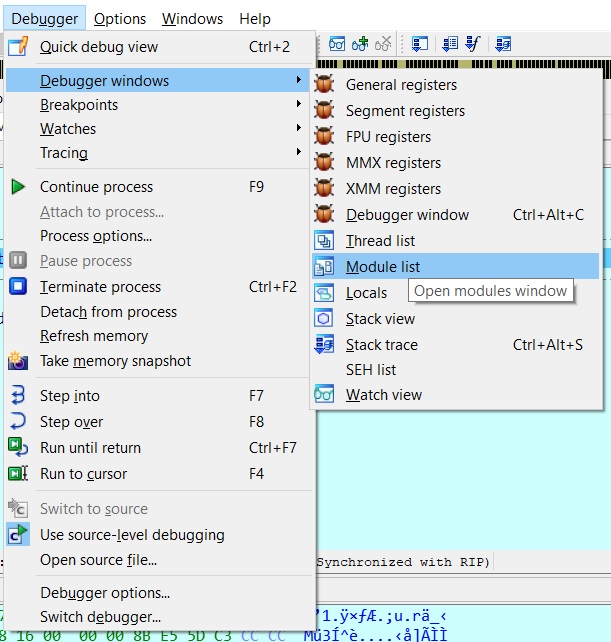 Debugger Options Windows Help
Quick debug view Ctrl+2
Debugger windows
Breakpoints
Watches
Tracing
Continue process F9
Attach to process...
Process options...
Pause process
Terminate process Ctrl+F2
Detach from process
Refresh memory
Take memory snapshot
Step into F7
Step over F8
Run until return Ctrl+F7
Run to cursor F4
Switch to source
Use source-level debugging
Open source file...
Debugger options...
Switch debugger...
General registers
Segment registers
FPU registers
MMX registers
XMM registers
Debugger window Ctrl+Alt+C
Thread list
Module list
Open modules window
Locals
Stack view
Stack trace Ctrl+Alt+S
SEH list
Watch view
Synchronized with RIP)
8 16 00 00 00 8B E5 5D C3 CC CC